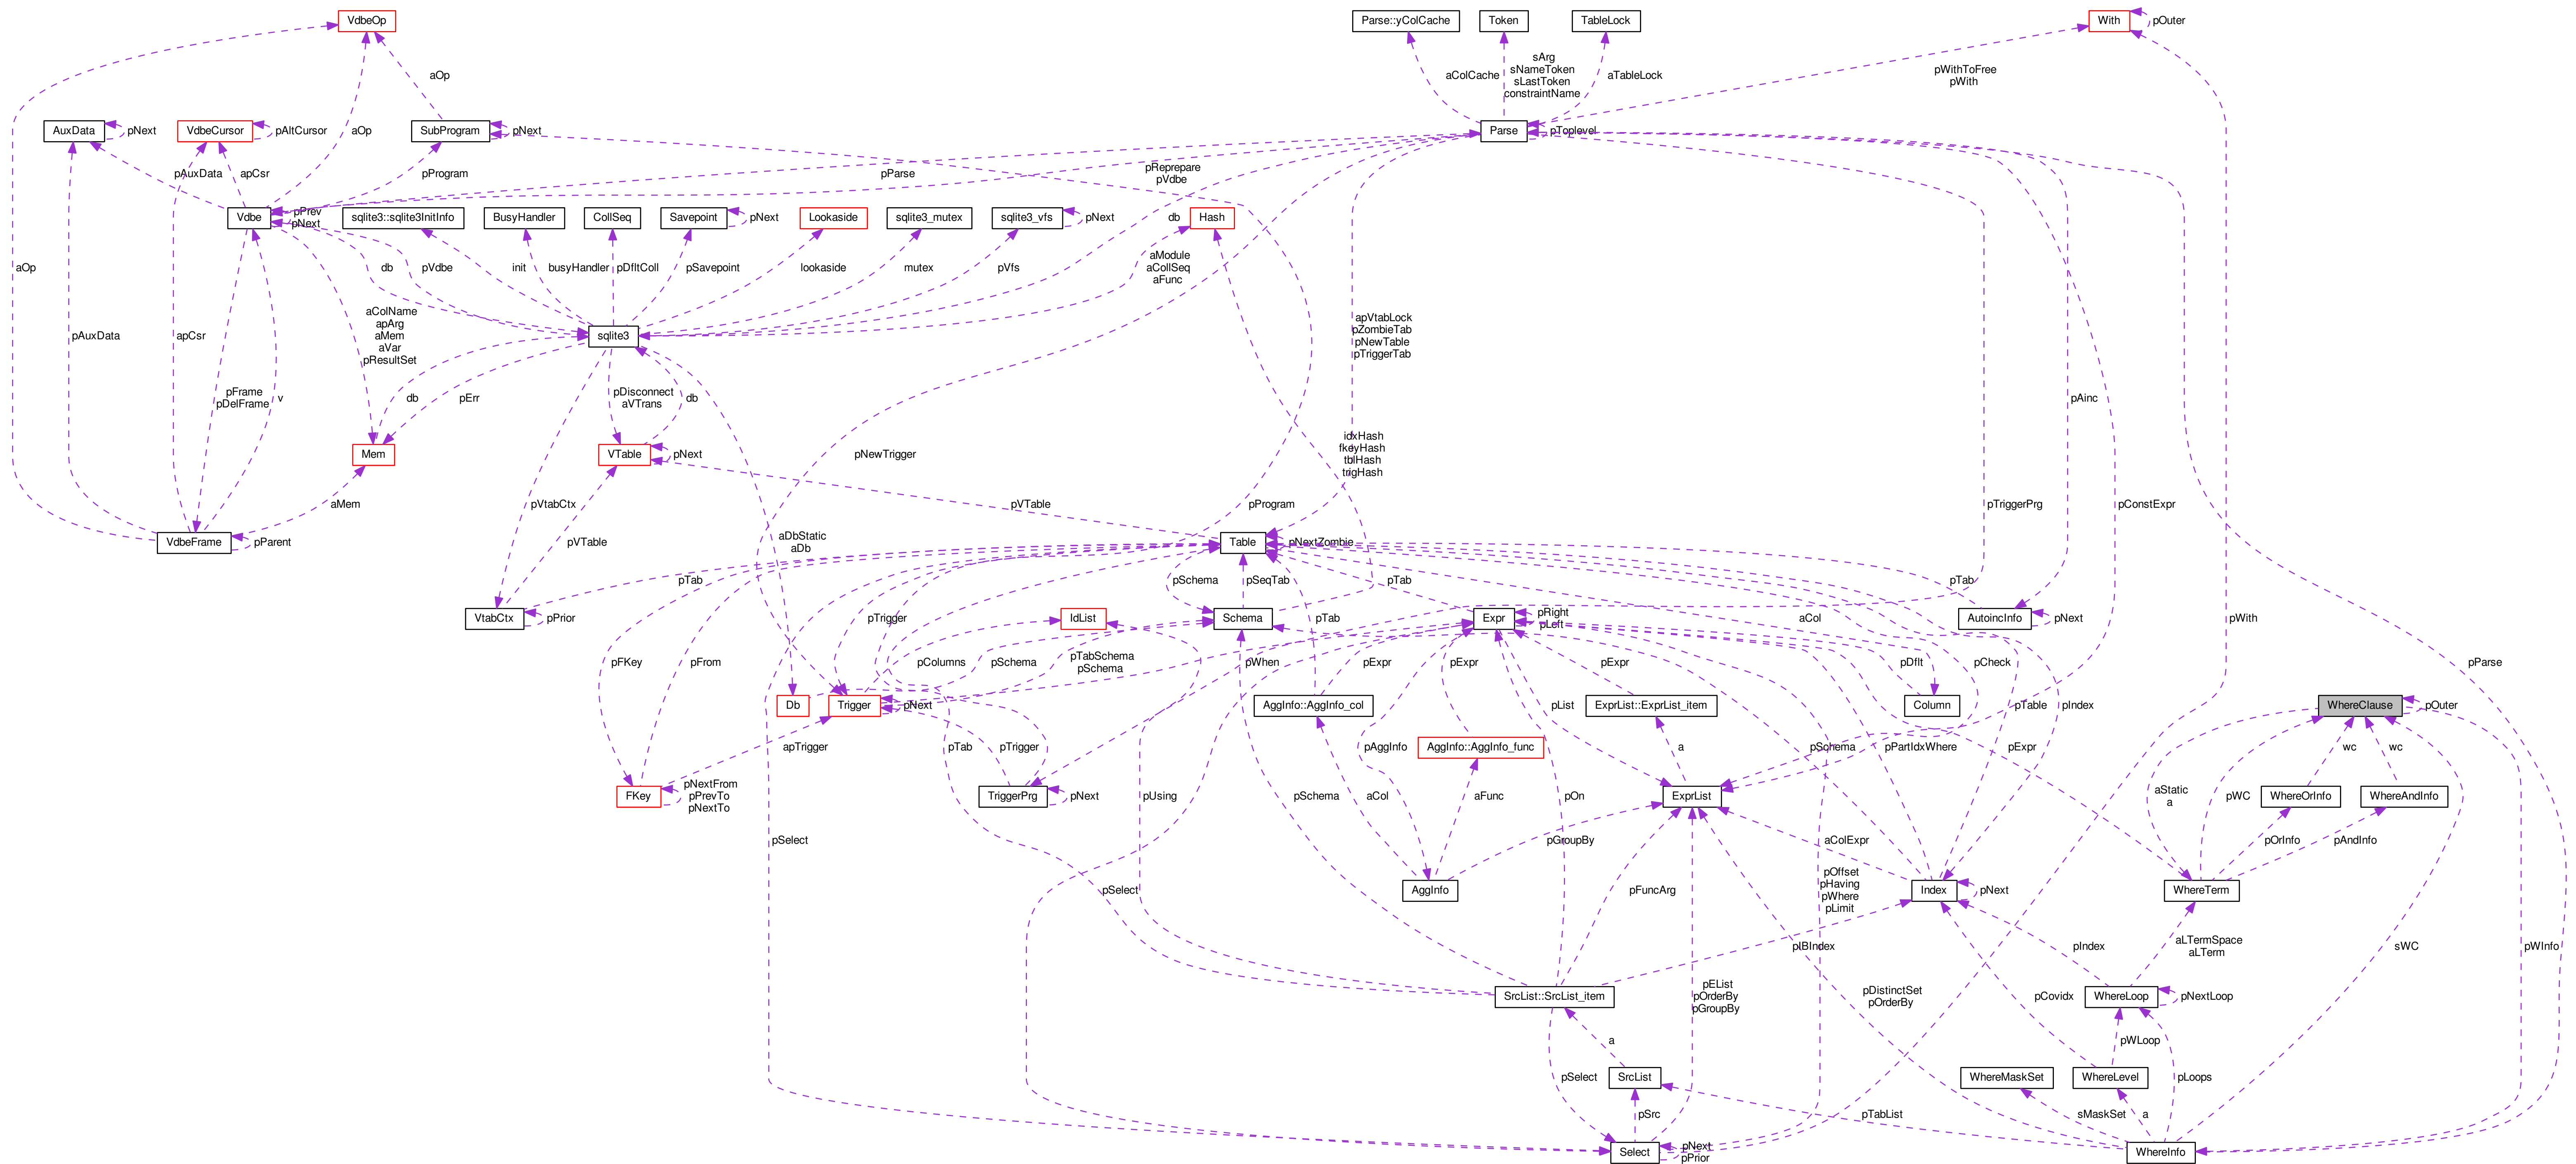 VdbeOp
Parse::yColCache
Token
TableLock
With
pOuter
aOp
aColCache
sArg
sNameToken
sLastToken
constraintName
aTableLock
pWithToFree
pWith
AuxData
pNext
VdbeCursor
pAltCursor
aOp
SubProgram
pNext
Parse
pToplevel
pAuxData
apCsr
pProgram
pParse
pReprepare
pVdbe
Vdbe
pPrev
pNext
sqlite3::sqlite3InitInfo
BusyHandler
CollSeq
Savepoint
pNext
Lookaside
sqlite3_mutex
sqlite3_vfs
pNext
db
Hash
aOp
db
pVdbe
init
busyHandler
pDfltColl
pSavepoint
lookaside
mutex
pVfs
aModule
aCollSeq
aFunc
pAuxData
apCsr
aColName
apArg
aMem
aVar
pResultSet
sqlite3
apVtabLock
pZombieTab
pNewTable
pTriggerTab
pFrame
pDelFrame
v
db
pErr
pDisconnect
aVTrans
db
pAinc
Mem
VTable
pNext
pNewTrigger
idxHash
fkeyHash
tblHash
trigHash
aMem
pVtabCtx
pVTable
pProgram
pTriggerPrg
pConstExpr
VdbeFrame
pParent
pVTable
aDbStatic
aDb
Table
pNextZombie
pTab
pSchema
pSeqTab
pTab
pTab
VtabCtx
pPrior
pTrigger
IdList
Schema
pTab
Expr
pRight
pLeft
aCol
AutoincInfo
pNext
pWith
pFKey
pFrom
pColumns
pSchema
pTabSchema
pSchema
pWhen
pExpr
pExpr
pExpr
pDflt
pCheck
pParse
Db
Trigger
pNext
AggInfo::AggInfo_col
pList
ExprList::ExprList_item
Column
pTable
pIndex
WhereClause
pOuter
apTrigger
pTab
pTrigger
pAggInfo
AggInfo::AggInfo_func
a
pSchema
pPartIdxWhere
pExpr
wc
wc
FKey
pNextFrom
pPrevTo
pNextTo
TriggerPrg
pNext
pUsing
pSchema
aCol
aFunc
pOn
ExprList
aStatic
a
pWC
WhereOrInfo
WhereAndInfo
pSelect
pGroupBy
aColExpr
pOrInfo
pAndInfo
pSelect
AggInfo
pFuncArg
pOffset
pHaving
pWhere
pLimit
Index
pNext
WhereTerm
pIBIndex
pIndex
aLTermSpace
aLTerm
sWC
pWInfo
SrcList::SrcList_item
pEList
pOrderBy
pGroupBy
pDistinctSet
pOrderBy
pCovidx
WhereLoop
pNextLoop
a
pWLoop
pSelect
SrcList
WhereMaskSet
WhereLevel
pLoops
pSrc
pTabList
sMaskSet
a
Select
pNext
pPrior
WhereInfo